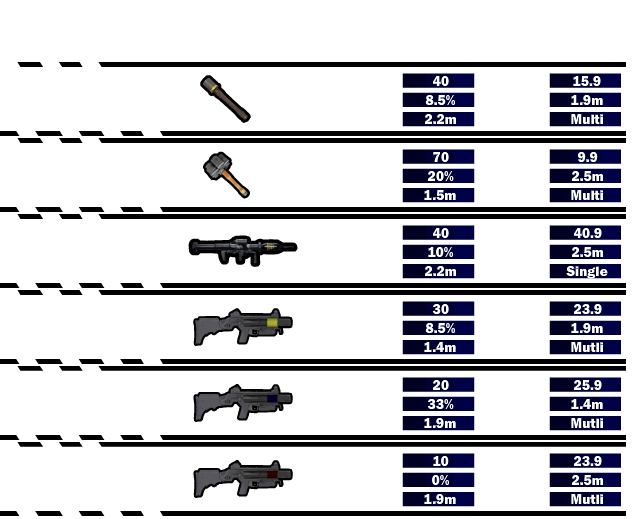 40 15.9
8.5% 1.9m
2.2m Multi
70 9.9
20% 2.5m
1.5m Multi
40 40.9
10% 2.5m
2.2m Single
30 23.9
8.5% 1.9m
1.4m Mutli
20 25.9
33% 1.4m
1.9m Mutli
10 23.9
0% 2.5m
1.9m Mutli